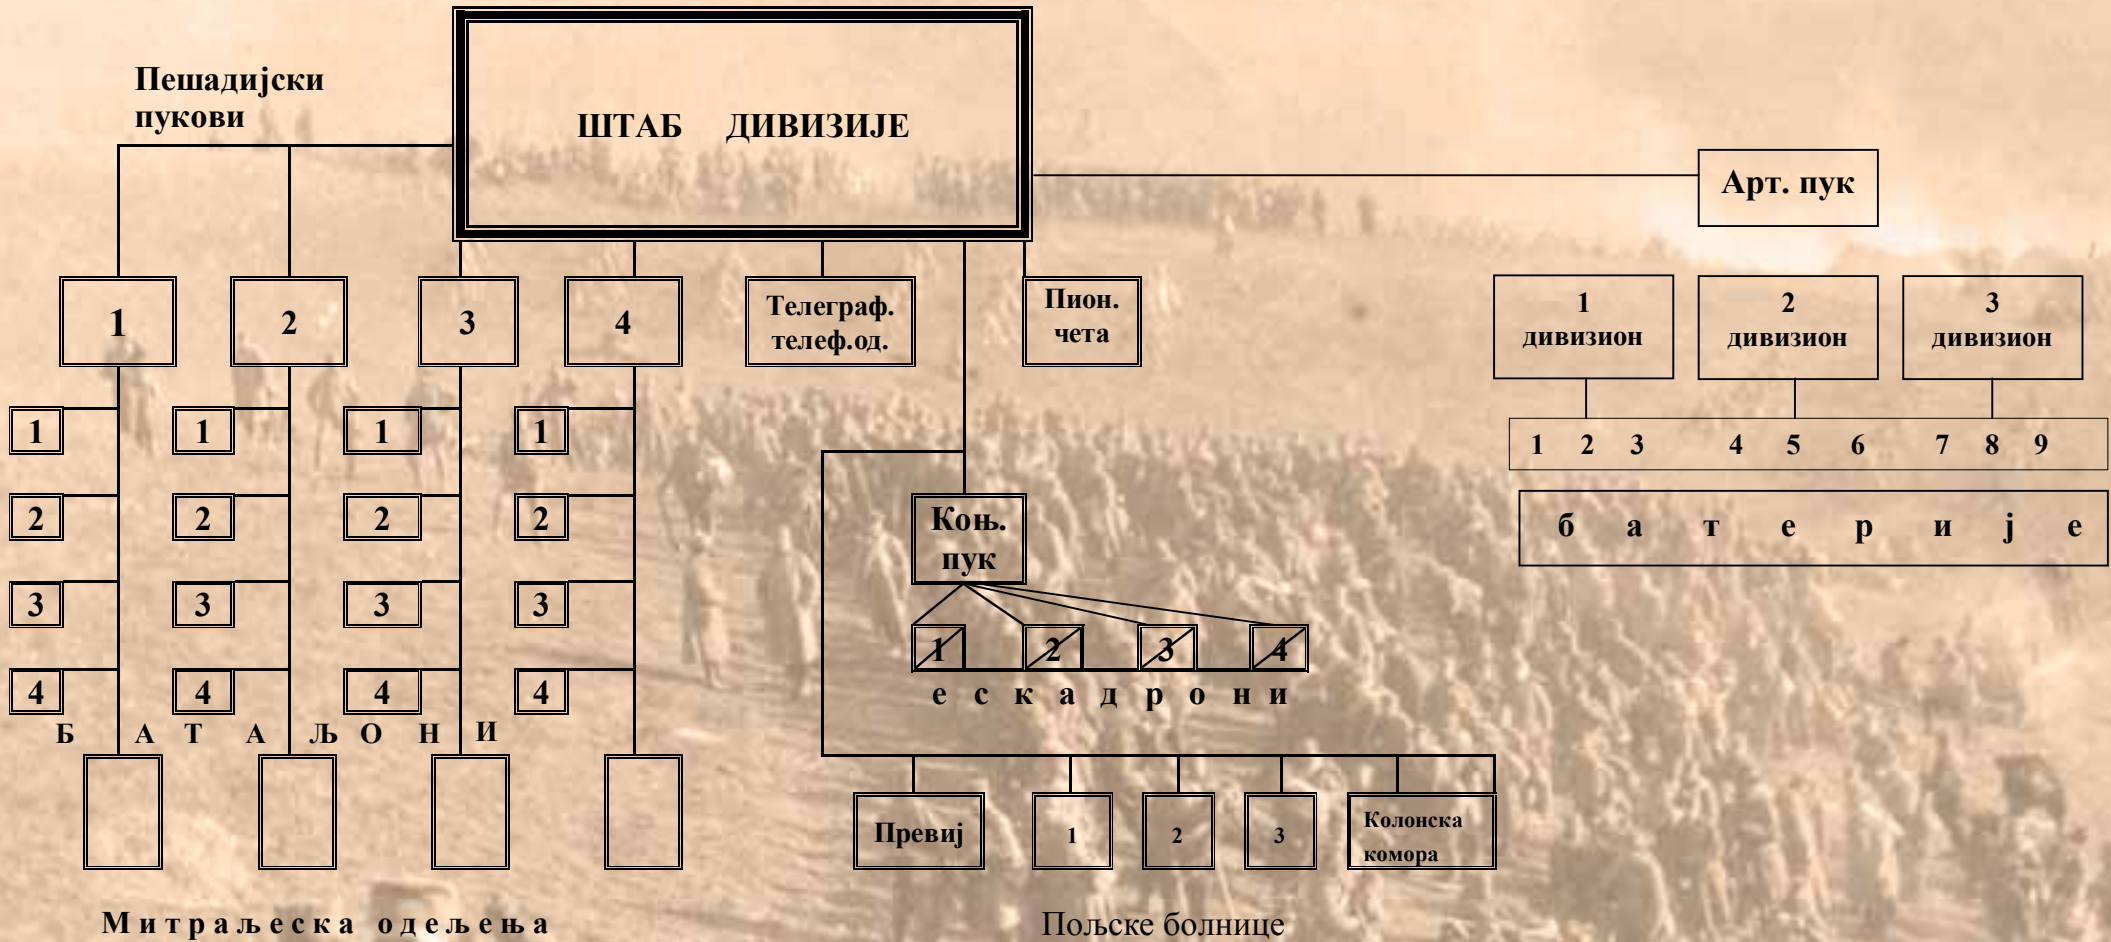 Пешадијски
пукови
ШТАБ ДИВИЗИЈЕ
Арт. пук
1
2
3
4
Телеграф.
телеф.од.
Пион.
чета
1
дивизион
2
дивизион
3
дивизион
1 2 3 4 5 6 7 8 9
б а т е р и ј е
1 1 1 1
2 2 2 2
3 3 3 3
4 4 4 4
Б А Т А Љ О Н И
Коњ.
пук
1 2 3 4
е с к а д р о н и
Превиј
1
2
3
Колонска
комора
М и т р а љ е с к а о д е љ е њ а
Пољске болнице